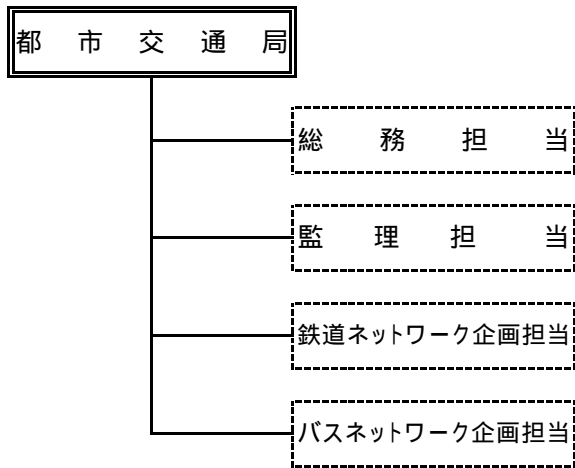 都市交通局
総務担当
監理担当
鉄道ネットワーク企画担当
バスネットワーク企画担当